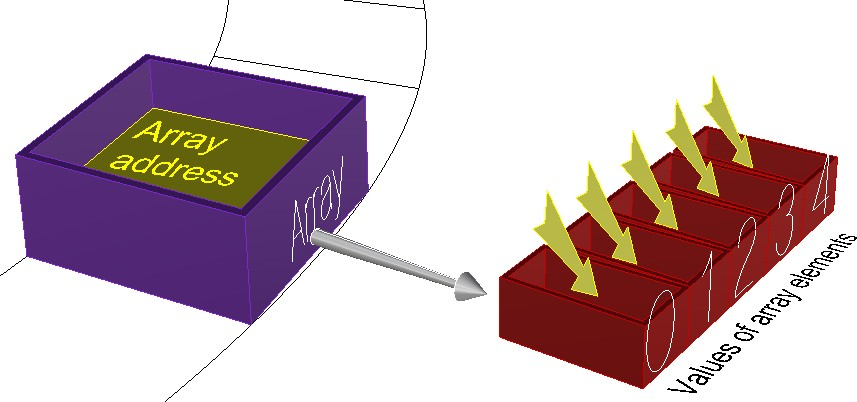 Array
address
Array
0 1 2 3 4
Values of array elements